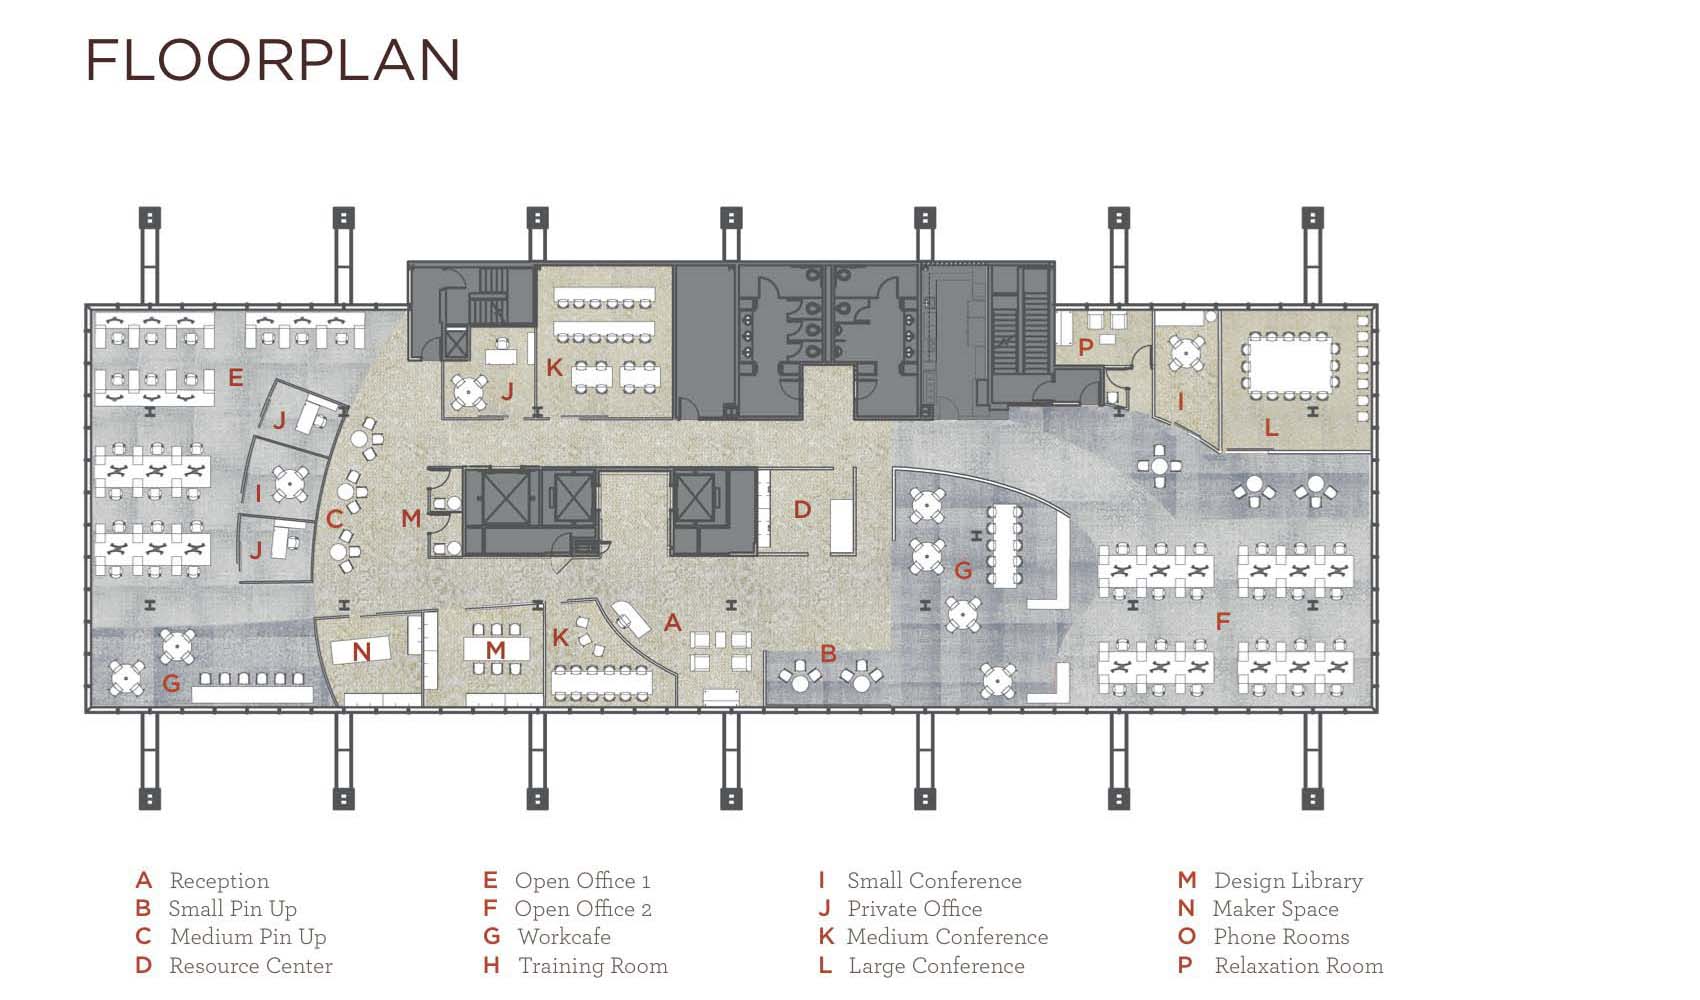 FLOORPLAN
K
P
E
J
J
I
L
I
C
M
D
J
G
A
F
K
N
M
B
G
A Reception
B Small Pin Up
C Medium Pin Up
D Resource Center
E Open Office 1
F Open Office 2
G Workcafe
H Training Room
I Small Conference
J Private Office
K Medium Conference
L Large Conference
M Design Library
N Maker Space
O Phone Rooms
P Relaxation Room